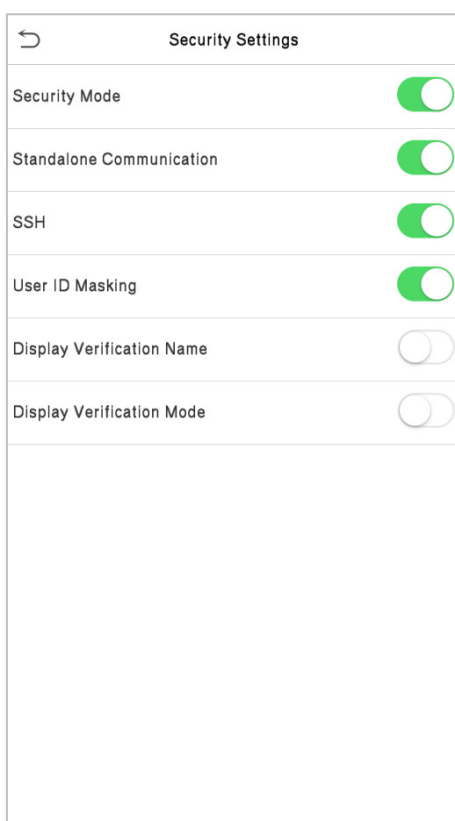 Security Settings
Security Mode
Standalone Communication
SSH
User ID Masking
Display Verification Name
Display Verification Mode